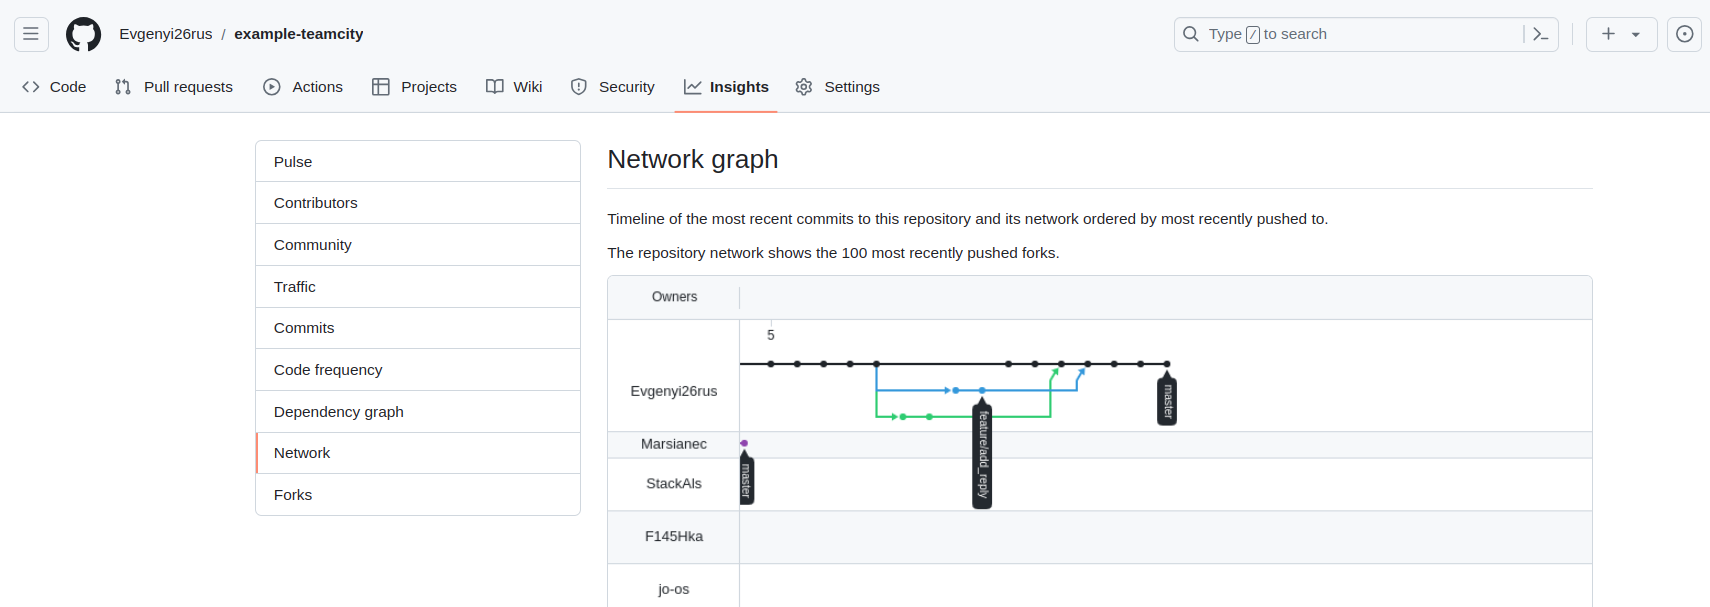 Evgenyi26rus / example-teamcity
Type / to search
Code
Pull requests
Actions
Projects
Wiki
Security
Insights
Settings
Pulse
Contributors
Community
Traffic
Commits
Code frequency
Dependency graph
Network
Forks
Network graph
Timeline of the most recent commits to this repository and its network ordered by most recently pushed to.
The repository network shows the 100 most recently pushed forks.
Owners
5
Evgenyi26rus
master
feature/add_reply
Marsianec
master
StackAls
F145Hka
jo-os